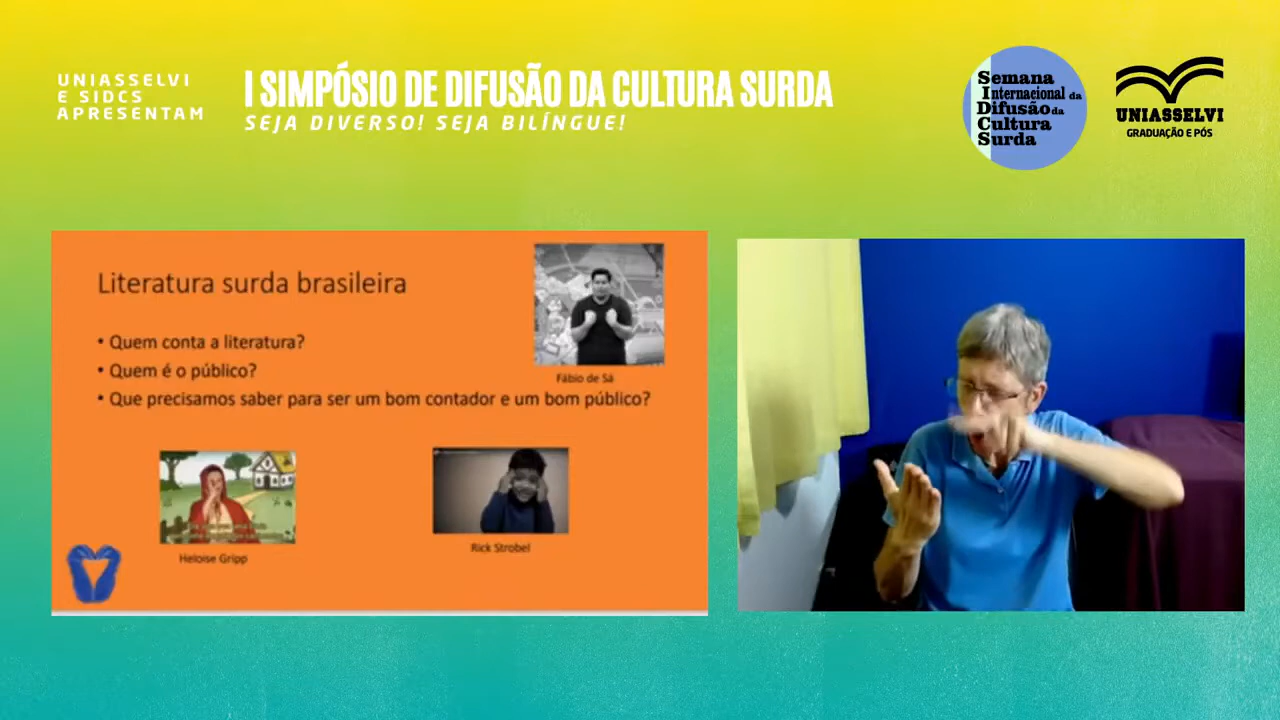 UNIASSELVI
E SIDCS
APRESENTAM
I SIMPÓSIO DE DIFUSÃO DA CULTURA SURDA
SEJA DIVERSO! SEJA BILÍNGUE!
Semana
Internacional da
Difusão da
Cultura
Surda
UNIASSELVI
GRADUAÇÃO E PÓS
Literatura surda brasileira
• Quem conta a literatura?
• Quem é o público?
• Que precisamos saber para ser um bom contador e um bom público?
Fábio de Sá
Heloise Gripp
Rick Strobel